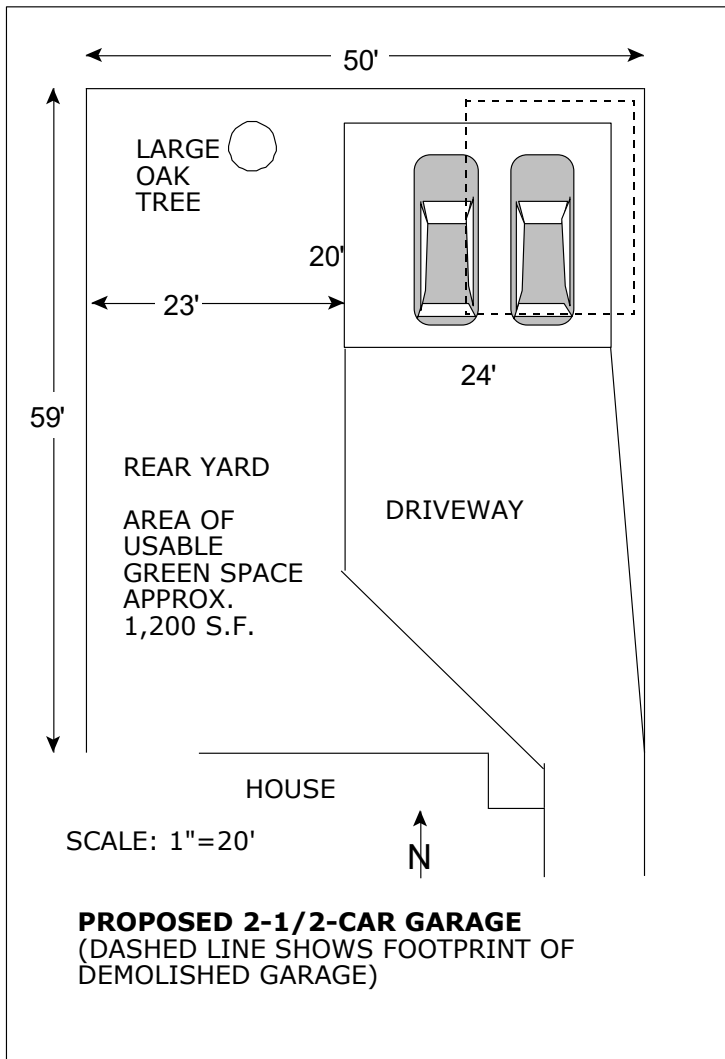 50'
LARGE
OAK
TREE
20'
23'
24'
59'
REAR YARD
DRIVEWAY
AREA OF
USABLE
GREEN SPACE
APPROX.
1,200 S.F.
HOUSE
SCALE: 1"=20'
N
PROPOSED 2-1/2-CAR GARAGE
(DASHED LINE SHOWS FOOTPRINT OF
DEMOLISHED GARAGE)